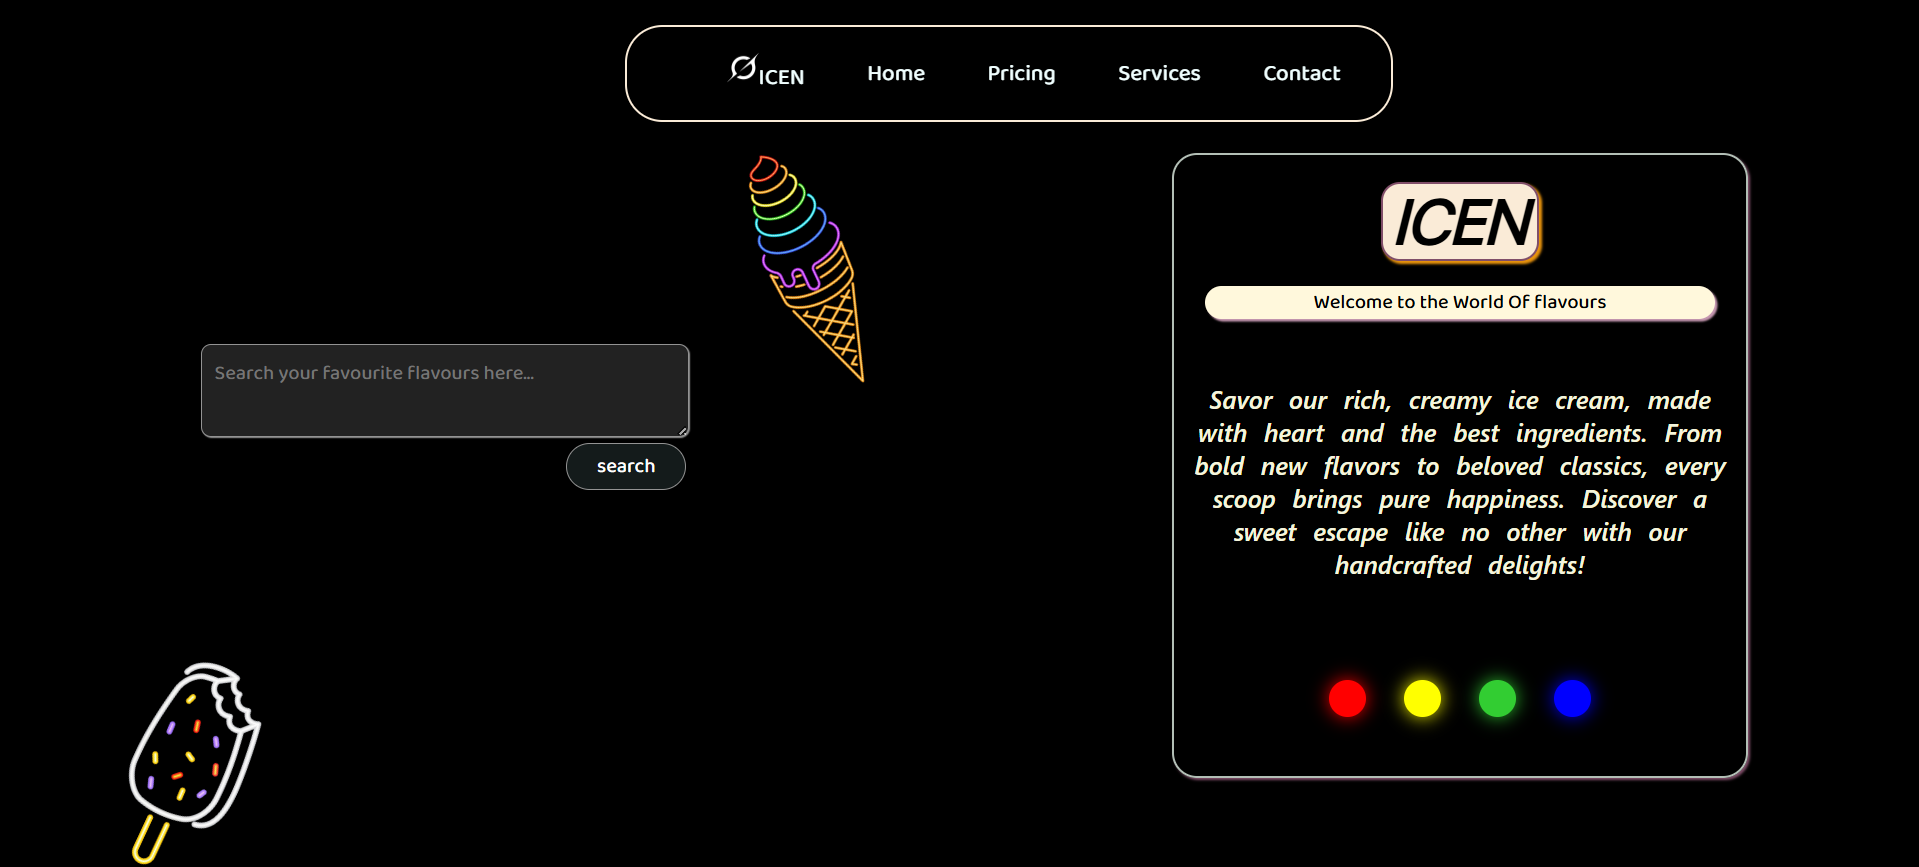 ICEN Home Pricing Services Contact
ICEN
Welcome to the World Of flavours
Search your favourite flavours here...
search
Savor our rich, creamy ice cream, made
with heart and the best ingredients. From
bold new flavors to beloved classics, every
scoop brings pure happiness. Discover a
sweet escape like no other with our
handcrafted delights!